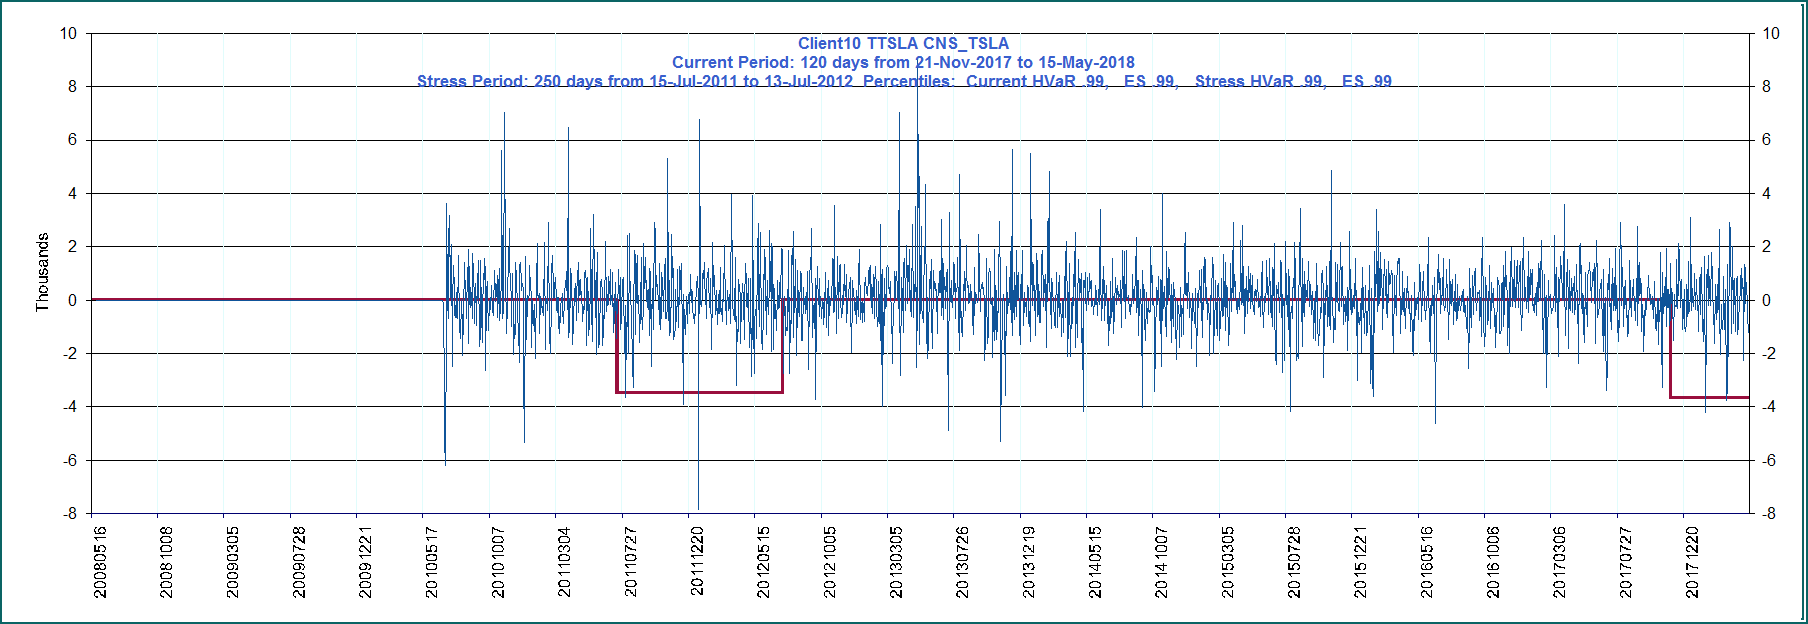 Client10 TTSLA CNS_TSLA
Current Period: 120 days from 21-Nov-2017 to 15-May-2018
Stress Period: 250 days from 15-Jul-2011 to 13-Jul-2012 Percentiles: Current HVaR .99, ES .99, Stress HVaR .99, ES .99
10 10
8 8
6 6
4 4
2 2
0 0
-2 -2
-4 -4
-6 -6
-8 -8
Thousands
20080516 20081008 20090305 20090728 20091221 20100517 20101007 20110304 20110727 20111220 20120515 20121005 20130305 20130726 20131219 20140515 20141007 20150305 20150728 20151221 20160516 20161006 20170306 20170727 20171220